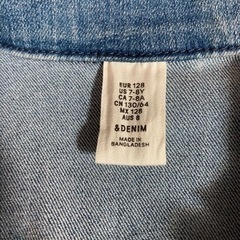 EUR 128
US 7-8Y
CA 7-8A
CN 130/64
MX 128
AUS 8
&DENIM
MADE IN
BANGLADESH